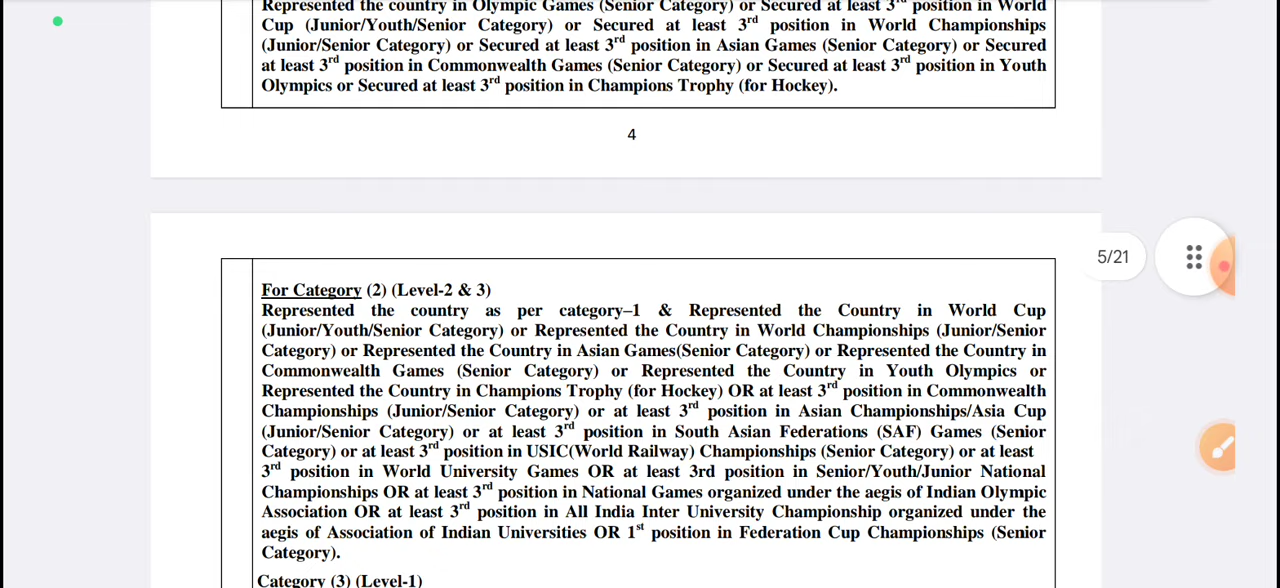 Represented the country in Olympic Games (Senior Category) or Secured at least 3rd position in World
Cup (Junior/Youth/Senior Category) or Secured at least 3rd position in World Championships
(Junior/Senior Category) or Secured at least 3rd position in Asian Games (Senior Category) or Secured
at least 3rd position in Commonwealth Games (Senior Category) or Secured at least 3rd position in Youth
Olympics or Secured at least 3rd position in Champions Trophy (for Hockey).
4
5/21
For Category (2) (Level-2 & 3)
Represented the country as per category–1 & Represented the Country in World Cup
(Junior/Youth/Senior Category) or Represented the Country in World Championships (Junior/Senior
Category) or Represented the Country in Asian Games(Senior Category) or Represented the Country in
Commonwealth Games (Senior Category) or Represented the Country in Youth Olympics or
Represented the Country in Champions Trophy (for Hockey) OR at least 3rd position in Commonwealth
Championships (Junior/Senior Category) or at least 3rd position in Asian Championships/Asia Cup
(Junior/Senior Category) or at least 3rd position in South Asian Federations (SAF) Games (Senior
Category) or at least 3rd position in USIC(World Railway) Championships (Senior Category) or at least
3rd position in World University Games OR at least 3rd position in Senior/Youth/Junior National
Championships OR at least 3rd position in National Games organized under the aegis of Indian Olympic
Association OR at least 3rd position in All India Inter University Championship organized under the
aegis of Association of Indian Universities OR 1st position in Federation Cup Championships (Senior
Category).
Category (3) (Level-1)